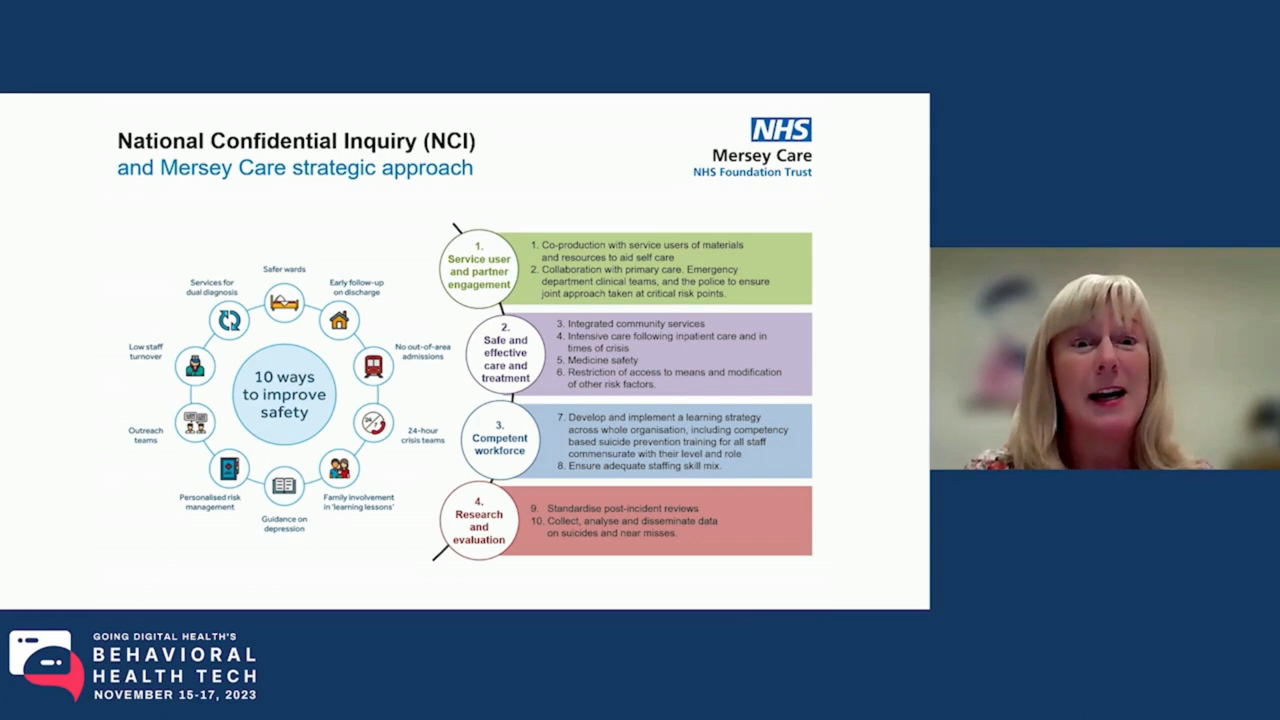 National Confidential Inquiry (NCI)
and Mersey Care strategic approach
NHS
Mersey Care
NHS Foundation Trust
10 ways
to improve
safety
Safer wards
Early follow-up
on discharge
No out-of-area
admissions
24-hour
crisis teams
Family involvement
in 'learning lessons'
Guidance on
depression
Personalised risk
management
Outreach
teams
Low staff
turnover
Services for
dual diagnosis
1.
Service user
and partner
engagement
1. Co-production with service users of materials
and resources to aid self care
2. Collaboration with primary care. Emergency
department clinical teams, and the police to ensure
joint approach taken at critical risk points.
2.
Safe and
effective
care and
treatment
3. Integrated community services
4. Intensive care following inpatient care and in
times of crisis
5. Medicine safety
6. Restriction of access to means and modification
of other risk factors.
3.
Competent
workforce
7. Develop and implement a learning strategy
across whole organisation, including competency
based suicide prevention training for all staff
commensurate with their level and role
8. Ensure adequate staffing skill mix.
4.
Research
and
evaluation
9. Standardise post-incident reviews
10. Collect, analyse and disseminate data
on suicides and near misses.
GOING DIGITAL HEALTH'S
BEHAVIORAL
HEALTH TECH
NOVEMBER 15-17, 2023